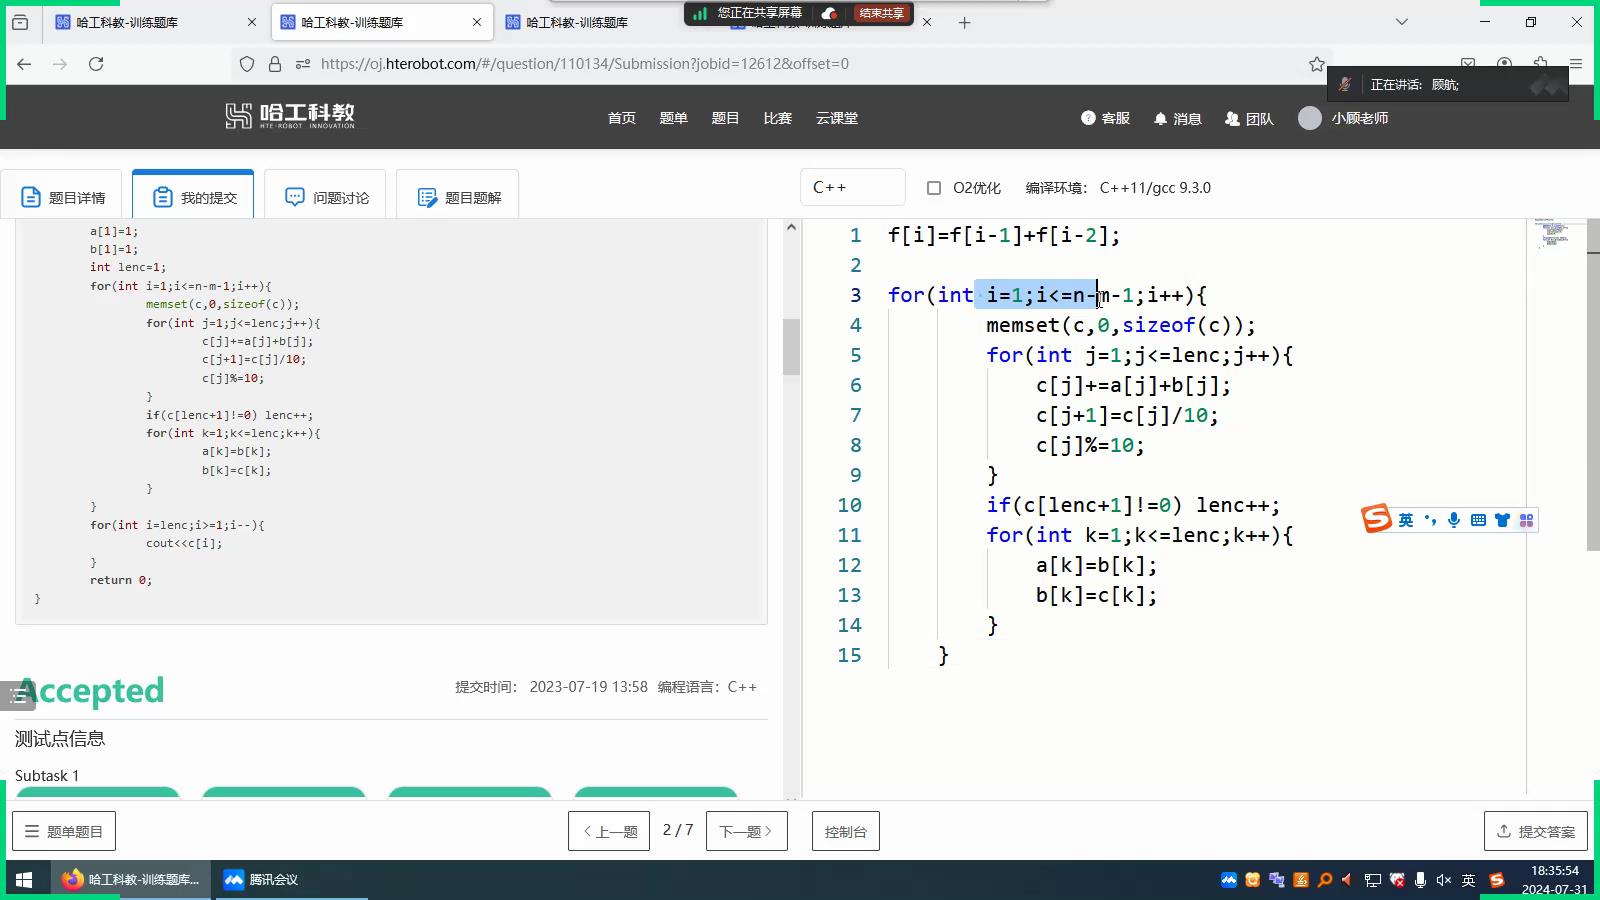 哈工科教-训练题库
哈工科教-训练题库
哈工科教-训练题库
您正在共享屏幕
结束共享
https://oj.hterobot.com/#/question/110134/Submission?jobid=12612&offset=0
正在讲话: 顾航;
哈工科教
HTE-ROBOT INNOVATION
首页 题单 题目 比赛 云课堂
客服 消息 团队 小顾老师
题目详情 我的提交 问题讨论 题目题解
C++ O2优化 编译环境: C++11/gcc 9.3.0
a[1]=1;
b[1]=1;
int lenc=1;
for(int i=1;i<=n-m-1;i++){
memset(c,0,sizeof(c));
for(int j=1;j<=lenc;j++){
c[j]+=a[j]+b[j];
c[j+1]=c[j]/10;
c[j]%=10;
}
if(c[lenc+1]!=0) lenc++;
for(int k=1;k<=lenc;k++){
a[k]=b[k];
b[k]=c[k];
}
}
for(int i=lenc;i>=1;i--){
cout<<c[i];
}
return 0;
}
Accepted
提交时间: 2023-07-19 13:58 编程语言: C++
测试点信息
Subtask 1
1 f[i]=f[i-1]+f[i-2];
2
3 for(int i=1;i<=n-m-1;i++){
4 memset(c,0,sizeof(c));
5 for(int j=1;j<=lenc;j++){
6 c[j]+=a[j]+b[j];
7 c[j+1]=c[j]/10;
8 c[j]%=10;
9 }
10 if(c[lenc+1]!=0) lenc++;
11 for(int k=1;k<=lenc;k++){
12 a[k]=b[k];
13 b[k]=c[k];
14 }
15 }
英
题单题目
上一题 2 / 7 下一题
控制台
提交答案
哈工科教-训练题库...
腾讯会议
英
18:35:54
2024-07-31